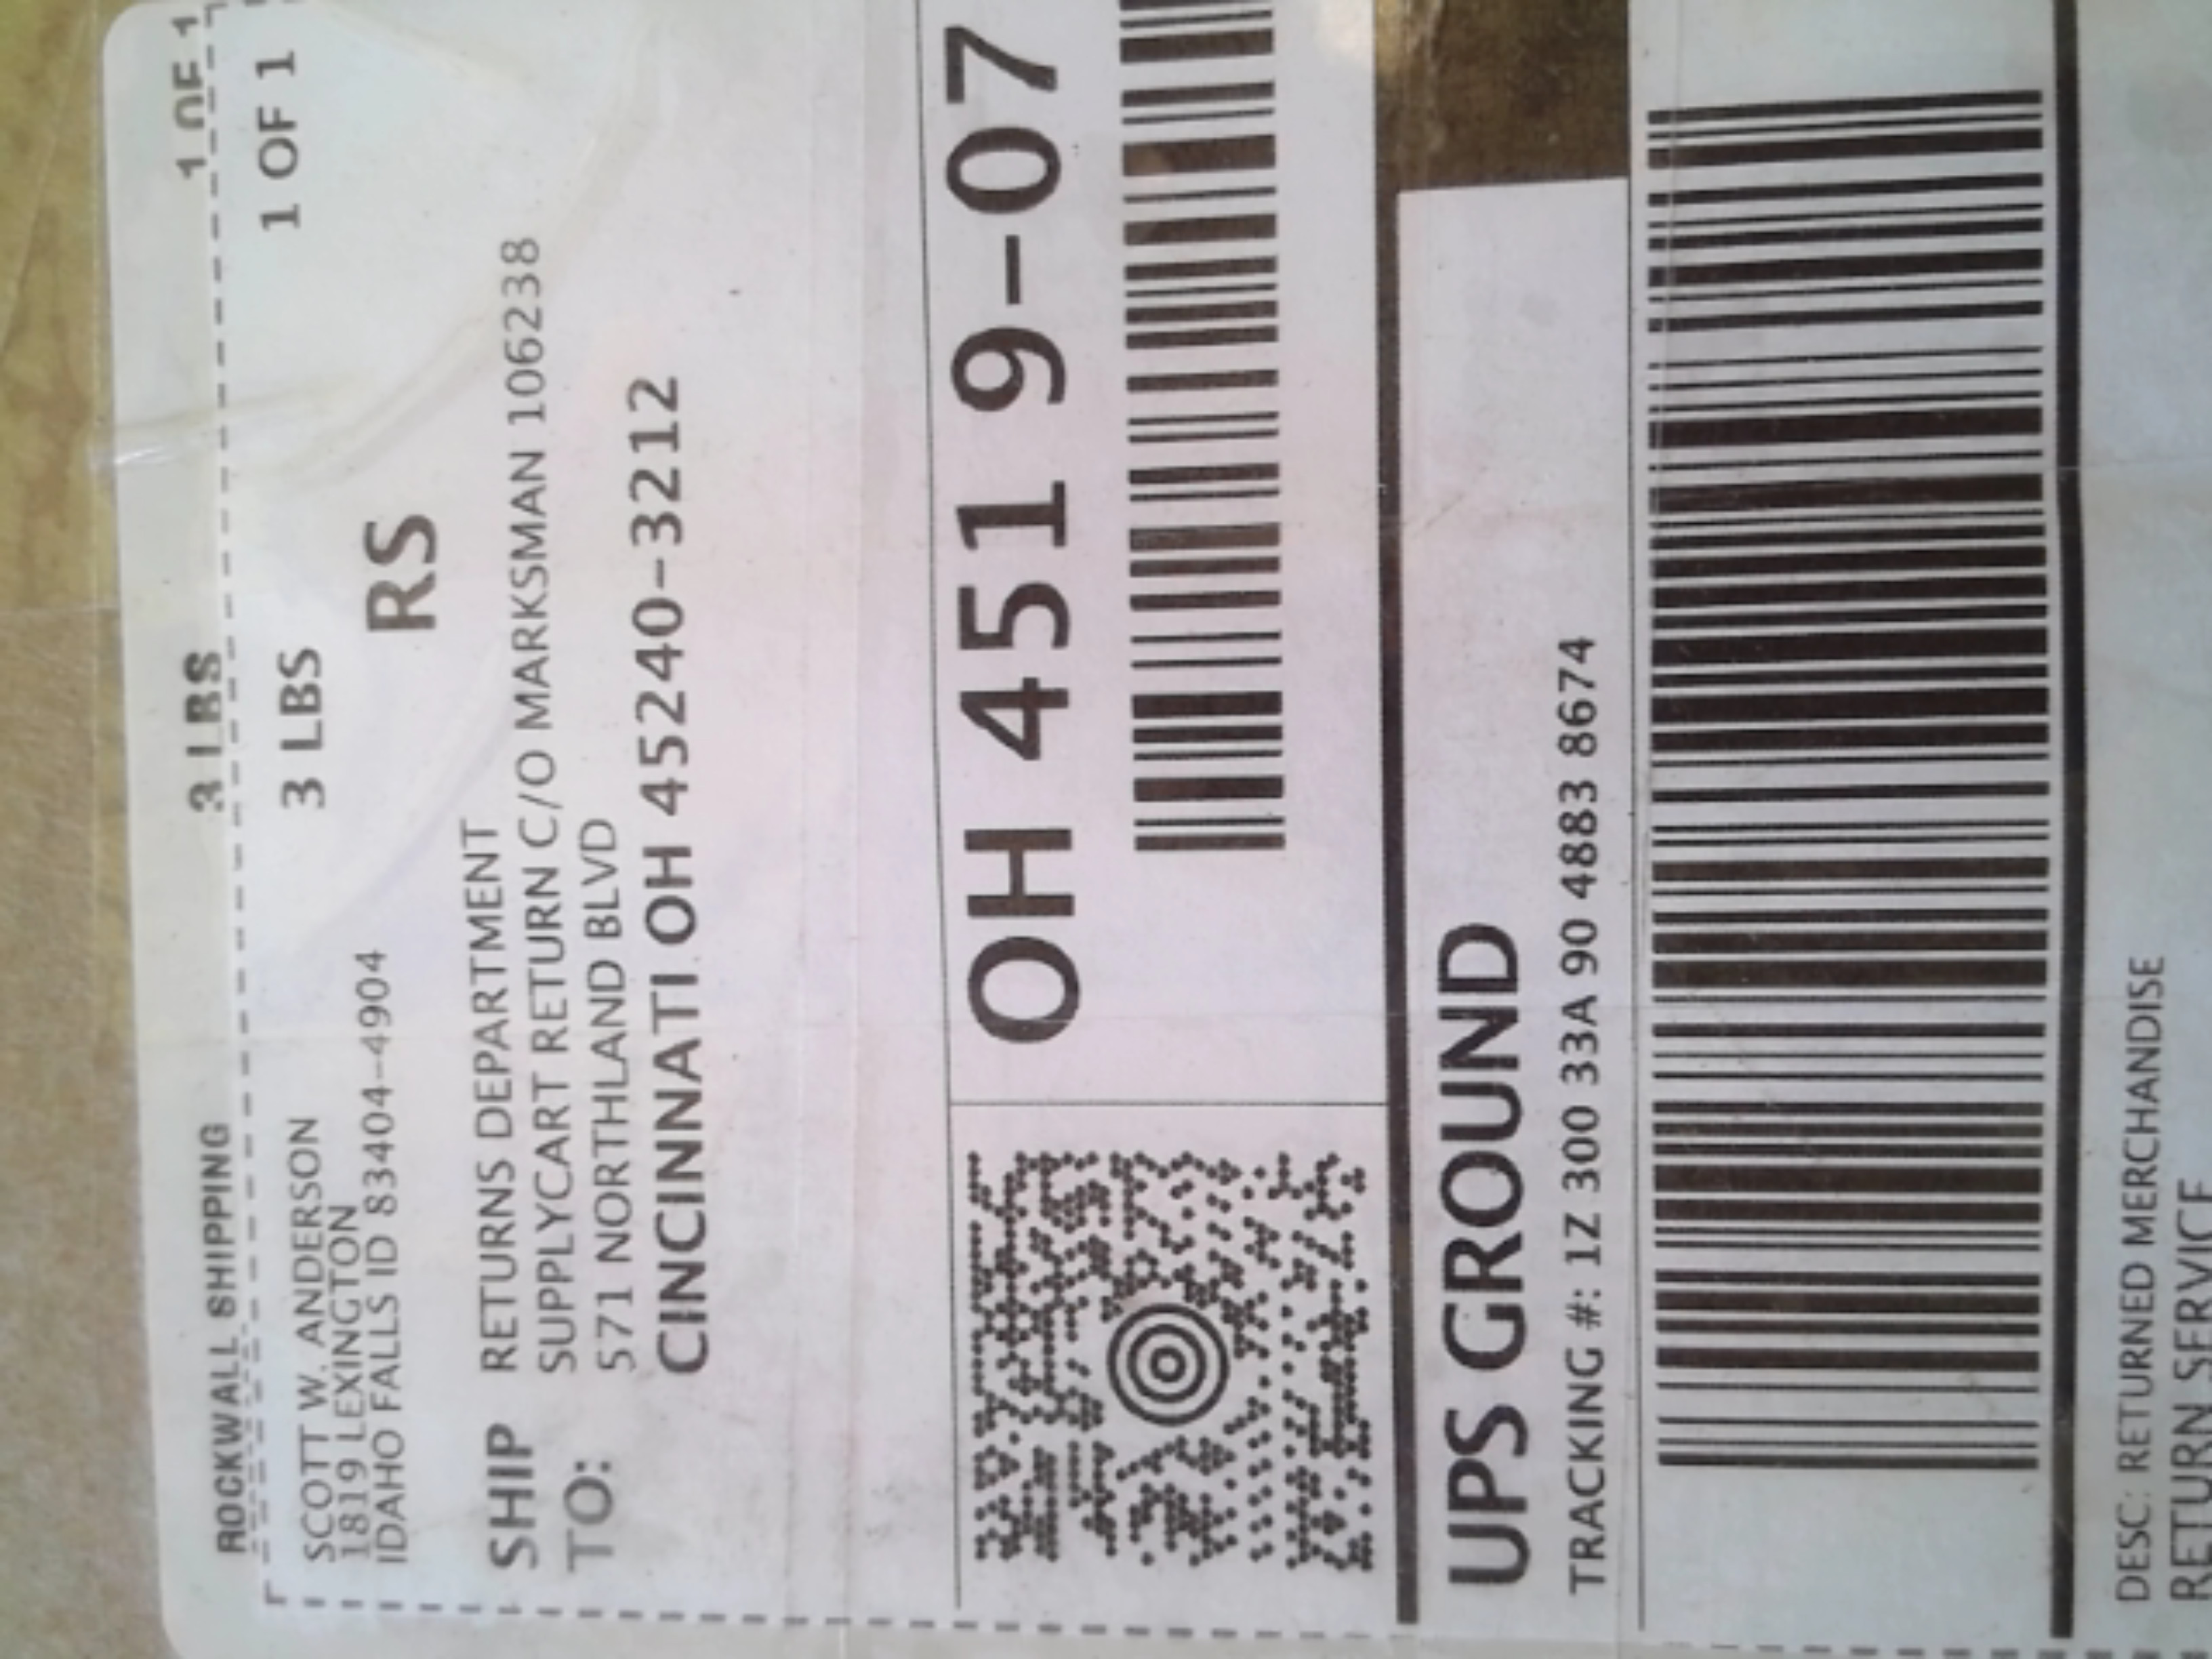 ROCKWALL SHIPPING 3 LBS 1 OF 1
3 LBS 1 OF 1
SCOTT W. ANDERSON
1819 LEXINGTON
IDAHO FALLS ID 83404-4904
RS
SHIP TO:
RETURNS DEPARTMENT
SUPPLYCART RETURN C/O MARKSMAN 106238
571 NORTHLAND BLVD
CINCINNATI OH 45240-3212
OH 451 9-07
UPS GROUND
TRACKING #: 1Z 300 33A 90 4883 8674
DESC: RETURNED MERCHANDISE
RETURN SERVICE